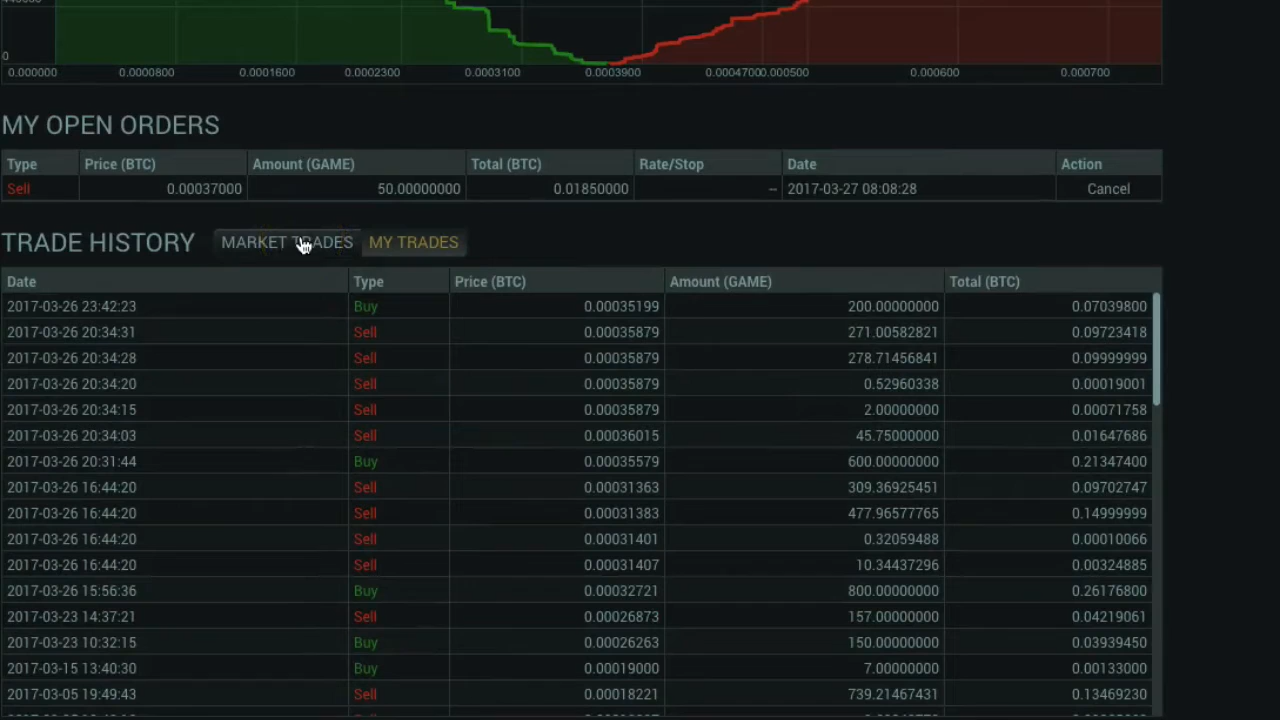 0
0.000000 0.0000800 0.0001600 0.0002300 0.0003100 0.0003900 0.00047000.000500 0.000600 0.000700
MY OPEN ORDERS
Type Price (BTC) Amount (GAME) Total (BTC) Rate/Stop Date Action
Sell 0.00037000 50.00000000 0.01850000 -- 2017-03-27 08:08:28 Cancel
TRADE HISTORY MARKET TRADES MY TRADES
Date Type Price (BTC) Amount (GAME) Total (BTC)
2017-03-26 23:42:23 Buy 0.00035199 200.00000000 0.07039800
2017-03-26 20:34:31 Sell 0.00035879 271.00582821 0.09723418
2017-03-26 20:34:28 Sell 0.00035879 278.71456841 0.09999999
2017-03-26 20:34:20 Sell 0.00035879 0.52960338 0.00019001
2017-03-26 20:34:15 Sell 0.00035879 2.00000000 0.00071758
2017-03-26 20:34:03 Sell 0.00036015 45.75000000 0.01647686
2017-03-26 20:31:44 Buy 0.00035579 600.00000000 0.21347400
2017-03-26 16:44:20 Sell 0.00031363 309.36925451 0.09702747
2017-03-26 16:44:20 Sell 0.00031383 477.96577765 0.14999999
2017-03-26 16:44:20 Sell 0.00031401 0.32059488 0.00010066
2017-03-26 16:44:20 Sell 0.00031407 10.34437296 0.00324885
2017-03-26 15:56:36 Buy 0.00032721 800.00000000 0.26176800
2017-03-23 14:37:21 Sell 0.00026873 157.00000000 0.04219061
2017-03-23 10:32:15 Buy 0.00026263 150.00000000 0.03939450
2017-03-15 13:40:30 Buy 0.00019000 7.00000000 0.00133000
2017-03-05 19:49:43 Sell 0.00018221 739.21467431 0.13469230